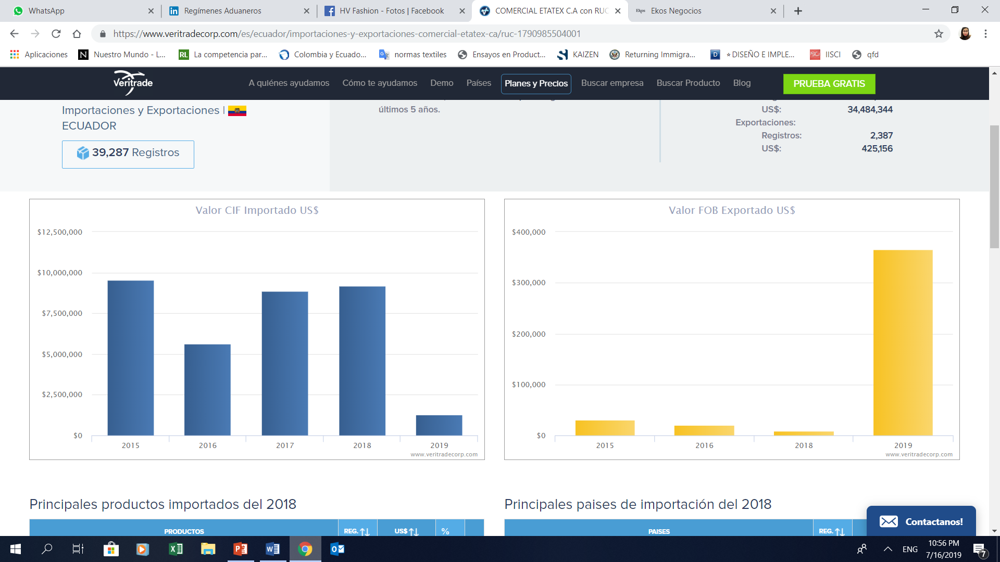 WhatsApp
Regímenes Aduaneros
HV Fashion - Fotos | Facebook
COMERCIAL ETATEX C.A con RUC
Ekos Negocios
https://www.veritradecorp.com/es/ecuador/importaciones-y-exportaciones-comercial-etatex-ca/ruc-1790985504001
Aplicaciones
N Nuestro Mundo - L...
RL La competencia par...
Colombia y Ecuado...
normas textiles
Ensayos en Product...
KAIZEN
Returning Immigra...
D ⭐DISEÑO E IMPLE...
IISCI
qfd
Veritrade
A quiénes ayudamos
Cómo te ayudamos
Demo
Países
Planes y Precios
Buscar empresa
Buscar Producto
Blog
PRUEBA GRATIS
Importaciones y Exportaciones |
ECUADOR
39,287 Registros
últimos 5 años.
US$: 34,484,344
Exportaciones:
Registros: 2,387
US$: 425,156
Valor CIF Importado US$
$12,500,000
$10,000,000
$7,500,000
$5,000,000
$2,500,000
$0
2015 2016 2017 2018 2019
www.veritradecorp.com
Valor FOB Exportado US$
$400,000
$300,000
$200,000
$100,000
$0
2015 2016 2018 2019
www.veritradecorp.com
Principales productos importados del 2018
PRODUCTOS REG. US$ %
Principales paises de importación del 2018
PAISES REG.
Contactanos!
ENG
10:56 PM
7/16/2019
7